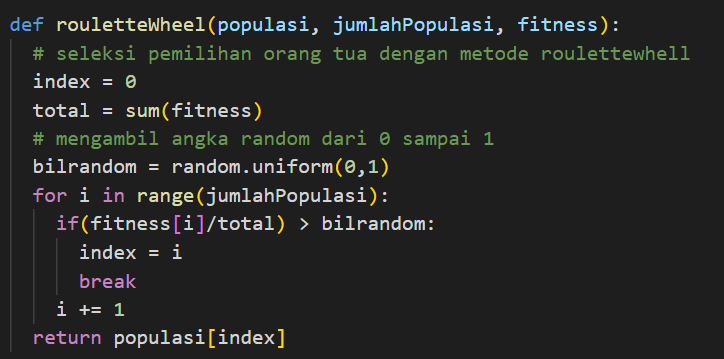 def rouletteWheel(populasi, jumlahPopulasi, fitness):
# seleksi pemilihan orang tua dengan metode roulettewhell
index = 0
total = sum(fitness)
# mengambil angka random dari 0 sampai 1
bilrandom = random.uniform(0,1)
for i in range(jumlahPopulasi):
if(fitness[i]/total) > bilrandom:
index = i
break
i += 1
return populasi[index]